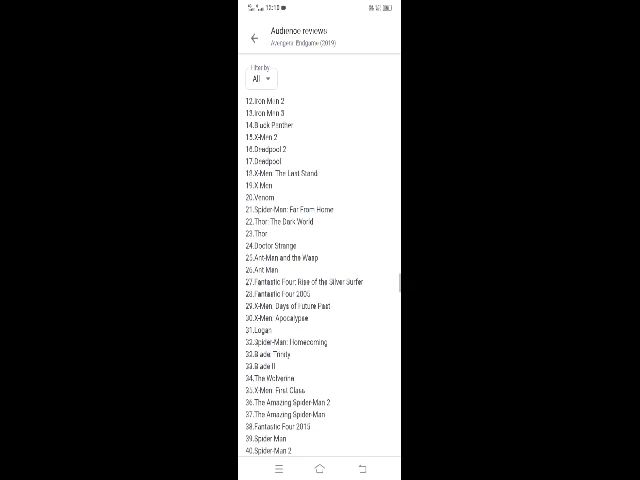 12:10
Audience reviews
Avengers: Endgame (2019)
Filter by
All
12.Iron Man 2
13.Iron Man 3
14.Black Panther
15.X-Men 2
16.Deadpool 2
17.Deadpool
18.X-Men: The Last Stand
19.X Men
20.Venom
21.Spider-Man: Far From Home
22.Thor: The Dark World
23.Thor
24.Doctor Strange
25.Ant-Man and the Wasp
26.Ant Man
27.Fantastic Four: Rise of the Silver Surfer
28.Fantastic Four 2005
29.X-Men: Days of Future Past
30.X-Men: Apocalypse
31.Logan
32.Spider-Man: Homecoming
32.Blade: Trinity
33.Blade II
34.The Wolverine
35.X-Men: First Class
36.The Amazing Spider-Man 2
37.The Amazing Spider-Man
38.Fantastic Four 2015
39.Spider Man
40.Spider-Man 2